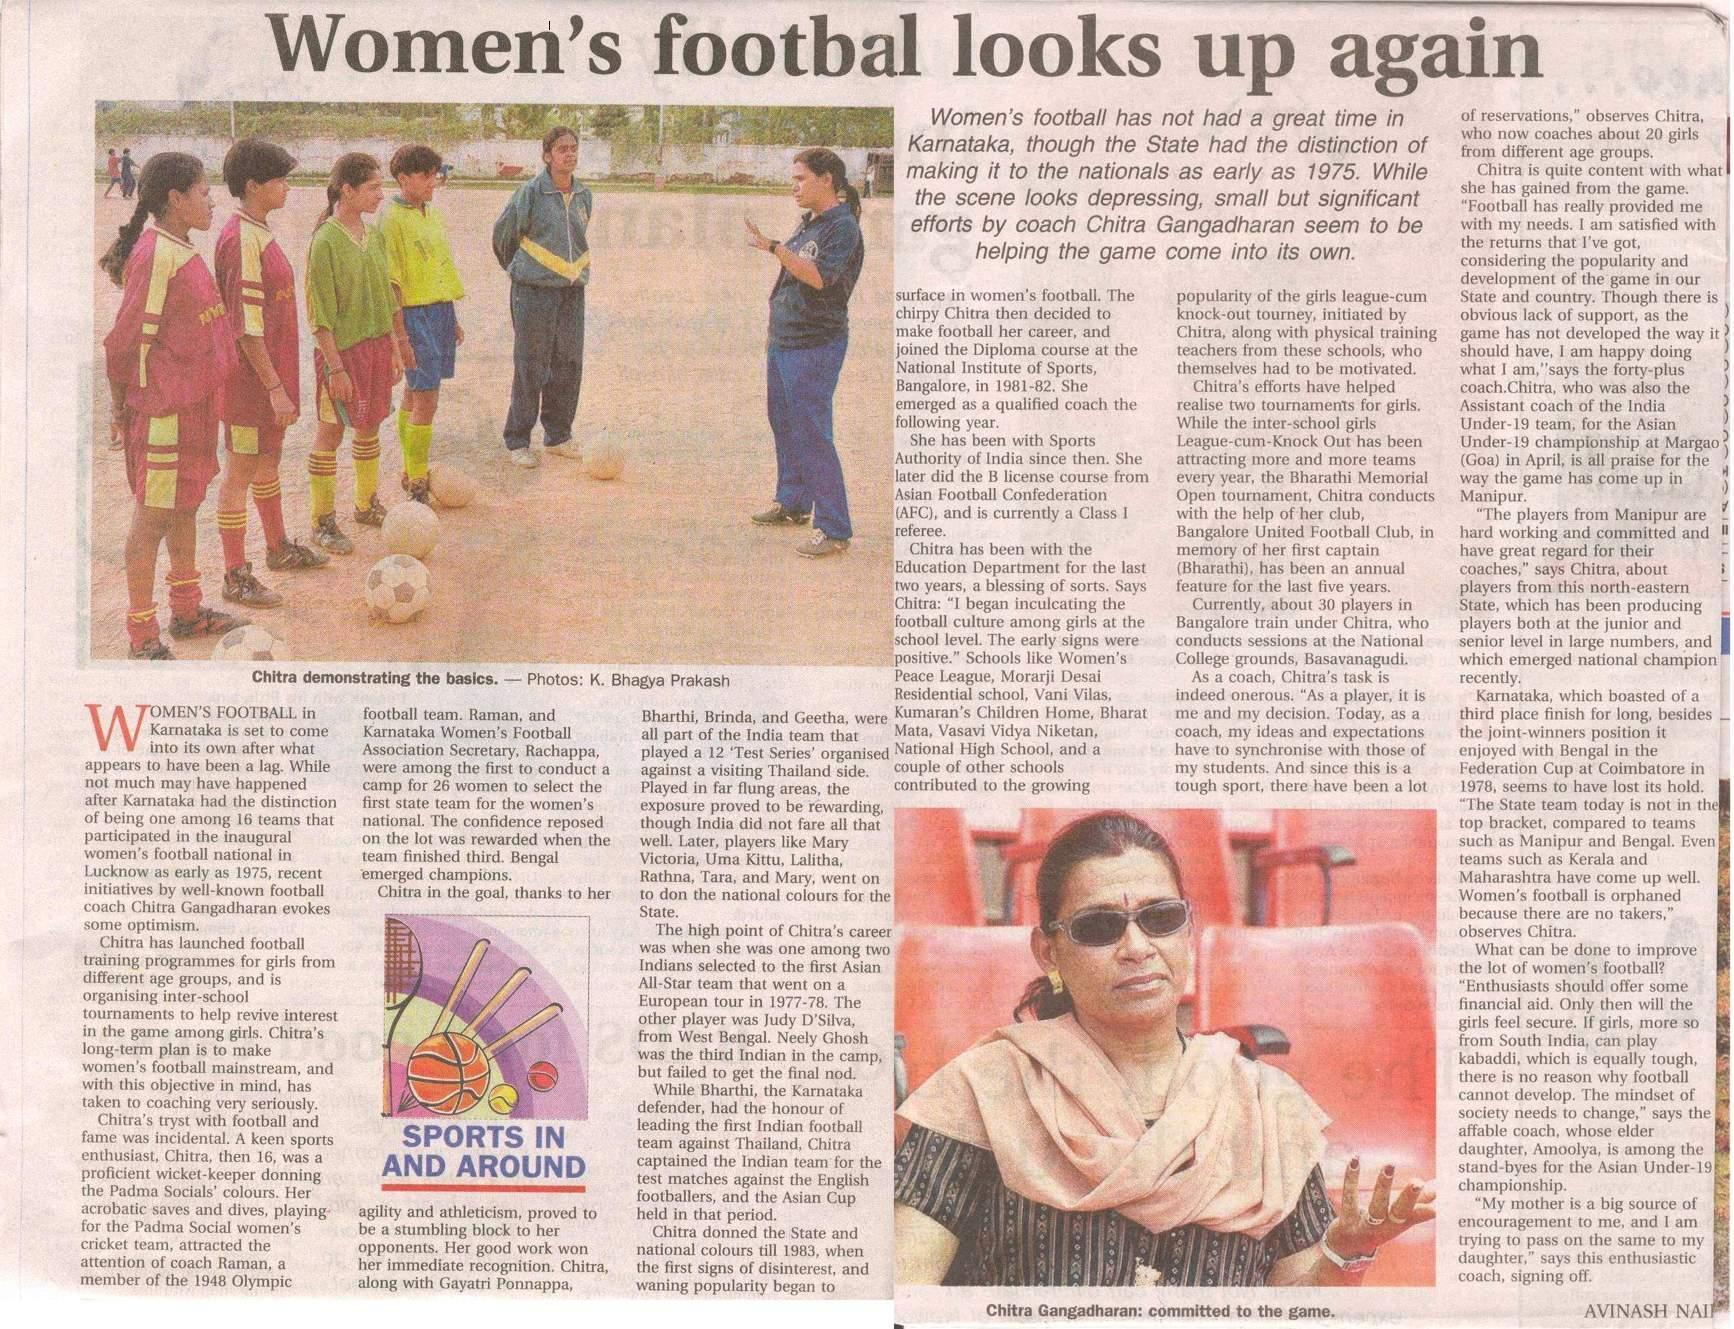 Women's footbal looks up again
Women's football has not had a great time in
Karnataka, though the State had the distinction of
making it to the nationals as early as 1975. While
the scene looks depressing, small but significant
efforts by coach Chitra Gangadharan seem to be
helping the game come into its own.
Chitra demonstrating the basics. — Photos: K. Bhagya Prakash
WOMEN'S FOOTBALL in
Karnataka is set to come
into its own after what
appears to have been a lag. While
not much may have happened
after Karnataka had the distinction
of being one among 16 teams that
participated in the inaugural
women's football national in
Lucknow as early as 1975, recent
initiatives by well-known football
coach Chitra Gangadharan evokes
some optimism.
Chitra has launched football
training programmes for girls from
different age groups, and is
organising inter-school
tournaments to help revive interest
in the game among girls. Chitra's
long-term plan is to make
women's football mainstream, and
with this objective in mind, has
taken to coaching very seriously.
Chitra's tryst with football and
fame was incidental. A keen sports
enthusiast, Chitra, then 16, was a
proficient wicket-keeper donning
the Padma Socials' colours. Her
acrobatic saves and dives, playing
for the Padma Social women's
cricket team, attracted the
attention of coach Raman, a
member of the 1948 Olympic
football team. Raman, and
Karnataka Women's Football
Association Secretary, Rachappa,
were among the first to conduct a
camp for 26 women to select the
first state team for the women's
national. The confidence reposed
on the lot was rewarded when the
team finished third. Bengal
emerged champions.
Chitra in the goal, thanks to her
SPORTS IN
AND AROUND
agility and athleticism, proved to
be a stumbling block to her
opponents. Her good work won
her immediate recognition. Chitra,
along with Gayatri Ponnappa,
Bharthi, Brinda, and Geetha, were
all part of the India team that
played a 12 'Test Series' organised
against a visiting Thailand side.
Played in far flung areas, the
exposure proved to be rewarding,
though India did not fare all that
well. Later, players like Mary
Victoria, Uma Kittu, Lalitha,
Rathna, Tara, and Mary, went on
to don the national colours for the
State.
The high point of Chitra's career
was when she was one among two
Indians selected to the first Asian
All-Star team that went on a
European tour in 1977-78. The
other player was Judy D'Silva,
from West Bengal. Neely Ghosh
was the third Indian in the camp,
but failed to get the final nod.
While Bharthi, the Karnataka
defender, had the honour of
leading the first Indian football
team against Thailand, Chitra
captained the Indian team for the
test matches against the English
footballers, and the Asian Cup
held in that period.
Chitra donned the State and
national colours till 1983, when
the first signs of disinterest, and
waning popularity began to
surface in women's football. The
chirpy Chitra then decided to
make football her career, and
joined the Diploma course at the
National Institute of Sports,
Bangalore, in 1981-82. She
emerged as a qualified coach the
following year.
She has been with Sports
Authority of India since then. She
later did the B license course from
Asian Football Confederation
(AFC), and is currently a Class I
referee.
Chitra has been with the
Education Department for the last
two years, a blessing of sorts. Says
Chitra: "I began inculcating the
football culture among girls at the
school level. The early signs were
positive." Schools like Women's
Peace League, Morarji Desai
Residential school, Vani Vilas,
Kumaran's Children Home, Bharat
Mata, Vasavi Vidya Niketan,
National High School, and a
couple of other schools
contributed to the growing
popularity of the girls league-cum
knock-out tourney, initiated by
Chitra, along with physical training
teachers from these schools, who
themselves had to be motivated.
Chitra's efforts have helped
realise two tournaments for girls.
While the inter-school girls
League-cum-Knock Out has been
attracting more and more teams
every year, the Bharathi Memorial
Open tournament, Chitra conducts
with the help of her club,
Bangalore United Football Club, in
memory of her first captain
(Bharathi), has been an annual
feature for the last five years.
Currently, about 30 players in
Bangalore train under Chitra, who
conducts sessions at the National
College grounds, Basavanagudi.
As a coach, Chitra's task is
indeed onerous. "As a player, it is
me and my decision. Today, as a
coach, my ideas and expectations
have to synchronise with those of
my students. And since this is a
tough sport, there have been a lot
Chitra Gangadharan: committed to the game.
of reservations," observes Chitra,
who now coaches about 20 girls
from different age groups.
Chitra is quite content with what
she has gained from the game.
"Football has really provided me
with my needs. I am satisfied with
the returns that I've got,
considering the popularity and
development of the game in our
State and country. Though there is
obvious lack of support, as the
game has not developed the way it
should have, I am happy doing
what I am,''says the forty-plus
coach.Chitra, who was also the
Assistant coach of the India
Under-19 team, for the Asian
Under-19 championship at Margao
(Goa) in April, is all praise for the
way the game has come up in
Manipur.
"The players from Manipur are
hard working and committed and
have great regard for their
coaches," says Chitra, about
players from this north-eastern
State, which has been producing
players both at the junior and
senior level in large numbers, and
which emerged national champion
recently.
Karnataka, which boasted of a
third place finish for long, besides
the joint-winners position it
enjoyed with Bengal in the
Federation Cup at Coimbatore in
1978, seems to have lost its hold.
"The State team today is not in the
top bracket, compared to teams
such as Manipur and Bengal. Even
teams such as Kerala and
Maharashtra have come up well.
Women's football is orphaned
because there are no takers,"
observes Chitra.
What can be done to improve
the lot of women's football?
"Enthusiasts should offer some
financial aid. Only then will the
girls feel secure. If girls, more so
from South India, can play
kabaddi, which is equally tough,
there is no reason why football
cannot develop. The mindset of
society needs to change," says the
affable coach, whose elder
daughter, Amoolya, is among the
stand-byes for the Asian Under-19
championship.
"My mother is a big source of
encouragement to me, and I am
trying to pass on the same to my
daughter," says this enthusiastic
coach, signing off.
AVINASH